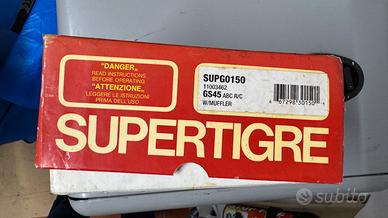 "DANGER"
READ INSTRUCTIONS
BEFORE OPERATING
"ATTENZIONE"
LEGGERE LE ISTRUZIONI
PRIMA DELL'USO
SUPG0150
11003462
GS45 ABC R/C
W/MUFFLER
SUPERTIGRE
subito